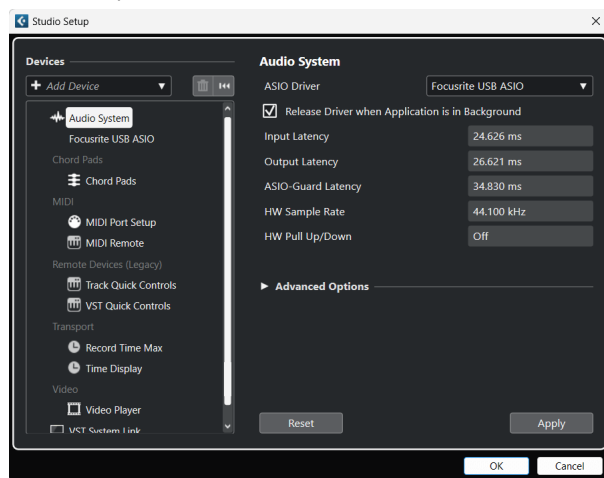 Studio Setup
Devices
+ Add Device
Audio System
Focusrite USB ASIO
Chord Pads
Chord Pads
MIDI
MIDI Port Setup
MIDI Remote
Remote Devices (Legacy)
Track Quick Controls
VST Quick Controls
Transport
Record Time Max
Time Display
Video
Video Player
VST System Link
Audio System
ASIO Driver Focusrite USB ASIO
Release Driver when Application is in Background
Input Latency 24.626 ms
Output Latency 26.621 ms
ASIO-Guard Latency 34.830 ms
HW Sample Rate 44.100 kHz
HW Pull Up/Down Off
Advanced Options
Reset Apply
OK Cancel